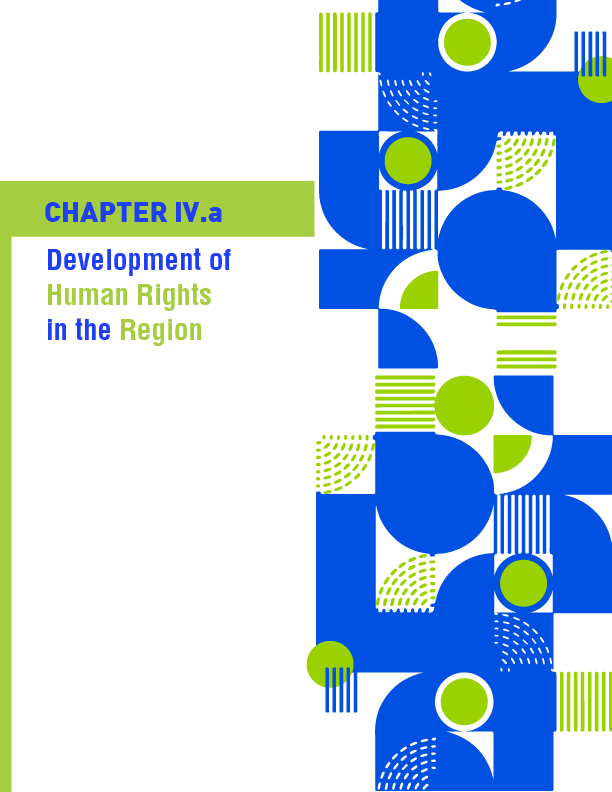 CHAPTER IV.a
Development of
Human Rights
in the Region